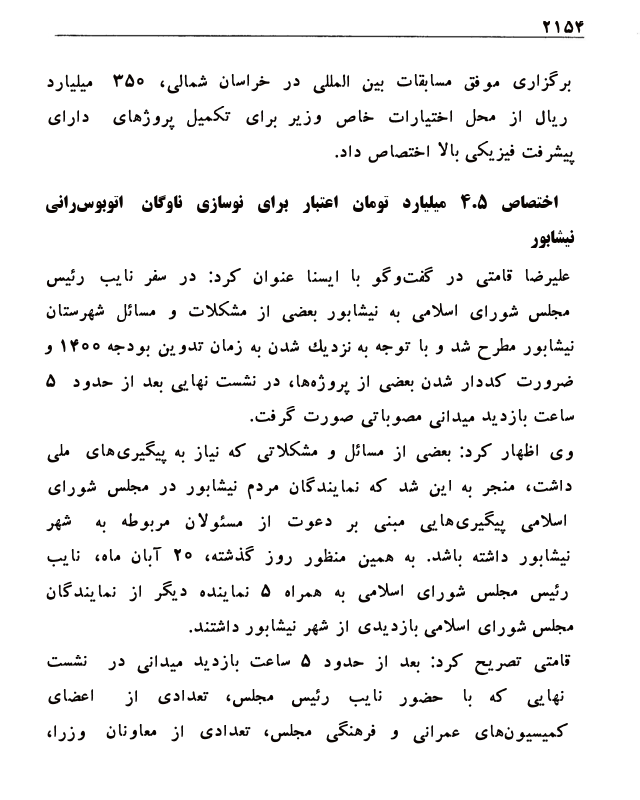 ۲۱۵۴
برگزاری موفق مسابقات بین المللی در خراسان شمالی، ۳۵۰ میلیارد
ریال از محل اختیارات خاص وزیر برای تکمیل پروژهای دارای
پیشرفت فیزیکی بالا اختصاص داد.
اختصاص ۴.۵ میلیارد تومان اعتبار برای نوسازی ناوگان اتوبوس‌رانی
نیشابور
علیرضا قامتی در گفت‌وگو با ایسنا عنوان کرد: در سفر نایب رئیس
مجلس شورای اسلامی به نیشابور بعضی از مشکلات و مسائل شهرستان
نیشابور مطرح شد و با توجه به نزدیك شدن به زمان تدوین بودجه ۱۴۰۰ و
ضرورت کددار شدن بعضی از پروژه‌ها، در نشست نهایی بعد از حدود ۵
ساعت بازدید میدانی مصوباتی صورت گرفت.
وی اظهار کرد: بعضی از مسائل و مشکلاتی که نیاز به پیگیری‌های ملی
داشت، منجر به این شد که نمایندگان مردم نیشابور در مجلس شورای
اسلامی پیگیری‌هایی مبنی بر دعوت از مسئولان مربوطه به شهر
نیشابور داشته باشد. به همین منظور روز گذشته، ۲۰ آبان ماه، نایب
رئیس مجلس شورای اسلامی به همراه ۵ نماینده دیگر از نمایندگان
مجلس شورای اسلامی بازدیدی از شهر نیشابور داشتند.
قامتی تصریح کرد: بعد از حدود ۵ ساعت بازدید میدانی در نشست
نهایی که با حضور نایب رئیس مجلس، تعدادی از اعضای
کمیسیون‌های عمرانی و فرهنگی مجلس، تعدادی از معاونان وزرا،